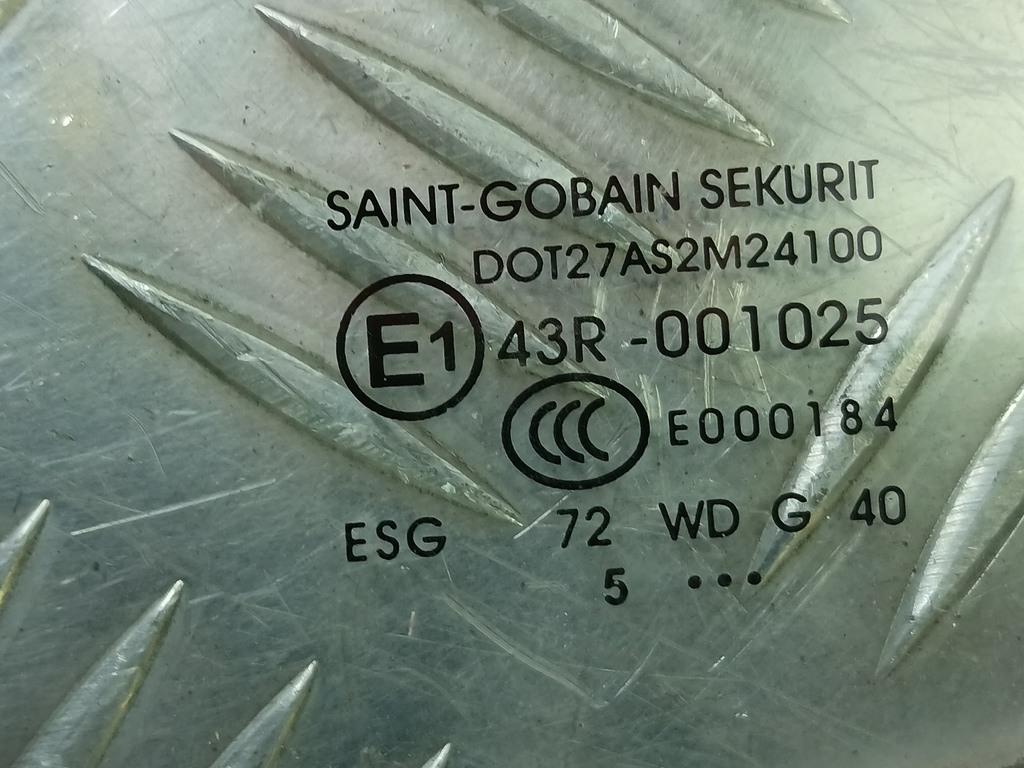 SAINT-GOBAIN SEKURIT
DOT27AS2M24100
E1 43R -001025
CCC E000184
ESG 72 WD G 40
5 •••